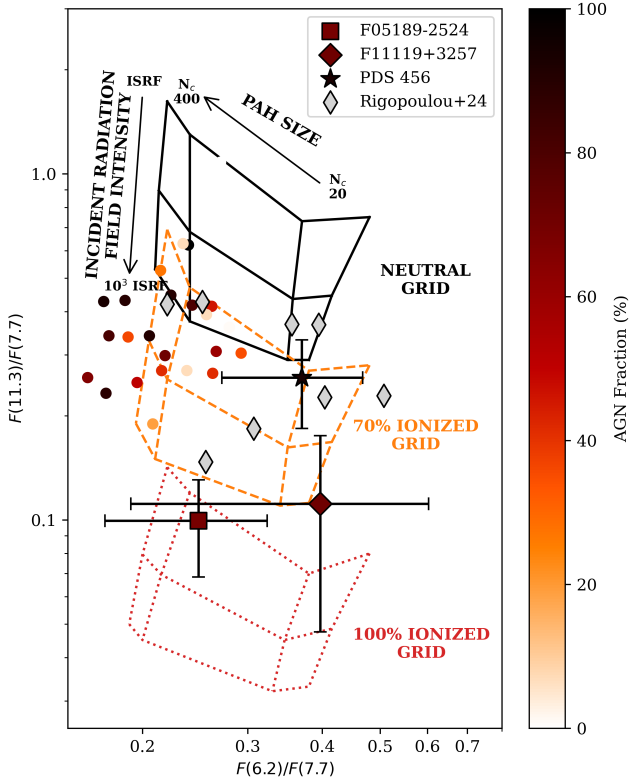 F05189-2524
F11119+3257
PDS 456
Rigopoulou+24
ISRF
N_c
400
PAH SIZE
N_c
20
INCIDENT RADIATION
FIELD INTENSITY
10³ ISRF
NEUTRAL
GRID
70% IONIZED
GRID
100% IONIZED
GRID
1.0
0.1
F(11.3)/F(7.7)
0.2
0.3
0.4
0.5
0.6
0.7
F(6.2)/F(7.7)
100
80
60
40
20
0
AGN Fraction (%)